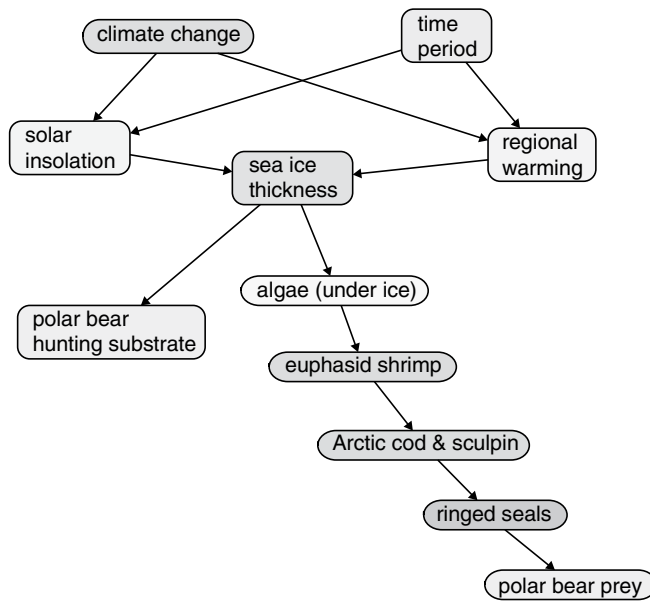 climate change
time
period
solar
insolation
regional
warming
sea ice
thickness
algae (under ice)
polar bear
hunting substrate
euphasid shrimp
Arctic cod & sculpin
ringed seals
polar bear prey